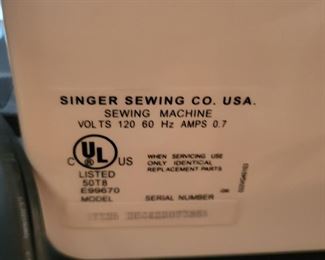 SINGER SEWING CO. USA.
SEWING MACHINE
VOLTS 120 60 Hz AMPS 0.7
C UL US
LISTED
50T8
E99670
WHEN SERVICING USE
ONLY IDENTICAL
REPLACEMENT PARTS
MODEL SERIAL NUMBER